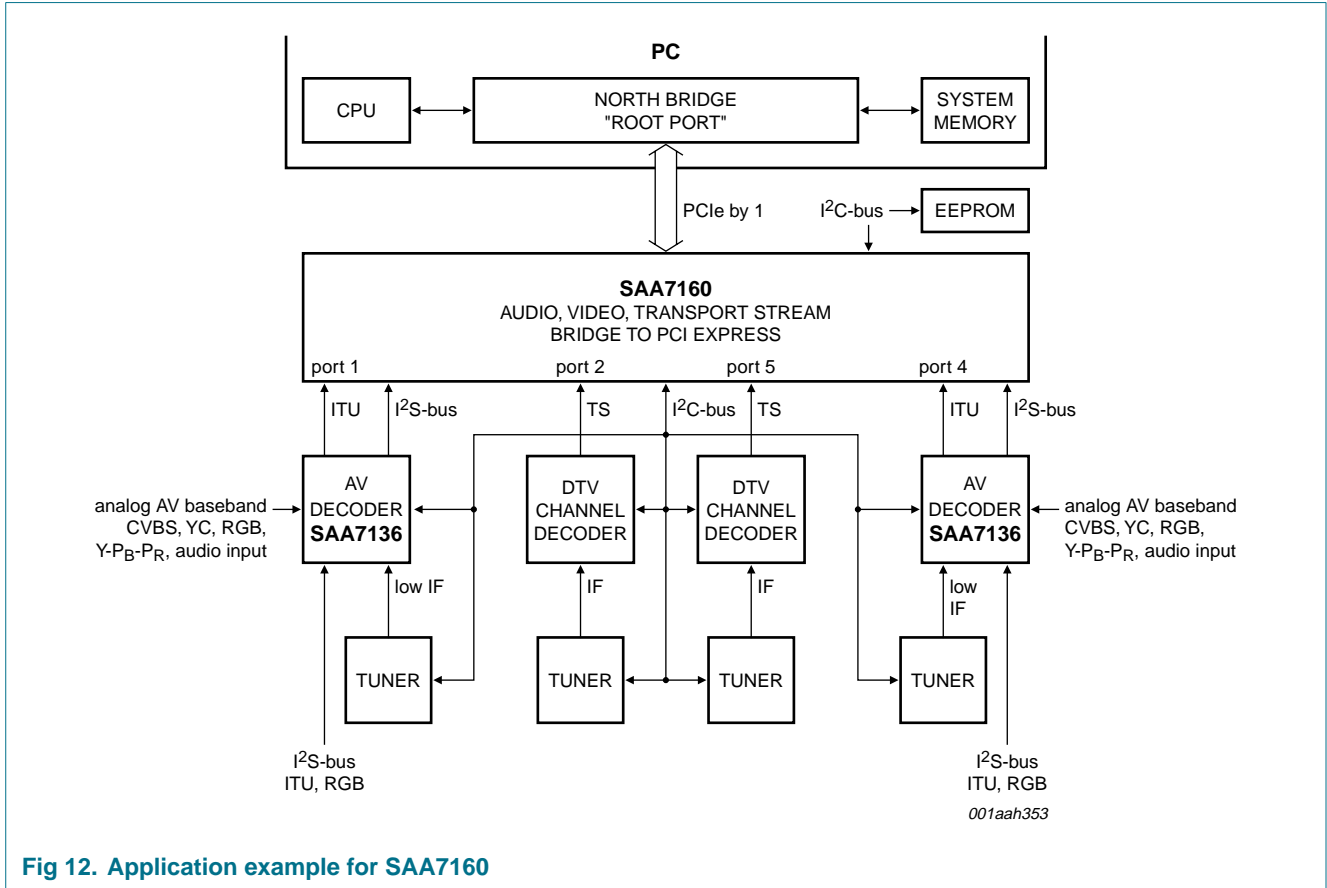 PC
CPU
NORTH BRIDGE
"ROOT PORT"
SYSTEM
MEMORY
PCIe by 1
I2C-bus
EEPROM
SAA7160
AUDIO, VIDEO, TRANSPORT STREAM
BRIDGE TO PCI EXPRESS
port 1
port 2
port 5
port 4
ITU
I2S-bus
TS
I2C-bus
TS
ITU
I2S-bus
analog AV baseband
CVBS, YC, RGB,
Y-PB-PR, audio input
AV
DECODER
SAA7136
DTV
CHANNEL
DECODER
DTV
CHANNEL
DECODER
AV
DECODER
SAA7136
analog AV baseband
CVBS, YC, RGB,
Y-PB-PR, audio input
low IF
IF
IF
low
IF
TUNER
TUNER
TUNER
TUNER
I2S-bus
ITU, RGB
I2S-bus
ITU, RGB
001aah353
Fig 12. Application example for SAA7160